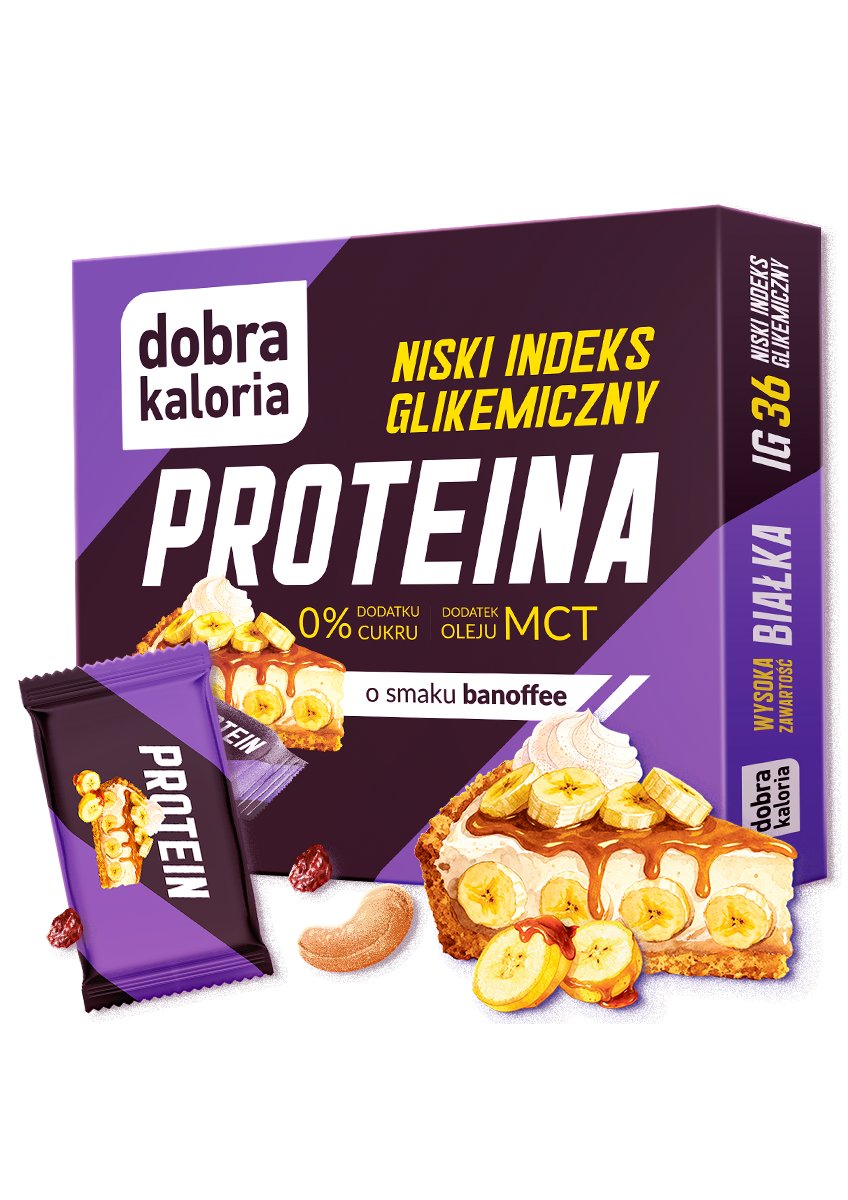 dobra
kaloria
NISKI INDEKS
GLIKEMICZNY
PROTEINA
0% DODATKU
CUKRU
DODATEK
OLEJU MCT
o smaku banoffee
PROTEIN
PROTEIN
IG 36 NISKI INDEKS
GLIKEMICZNY
WYSOKA
ZAWARTOŚĆ BIAŁKA
dobra
kaloria